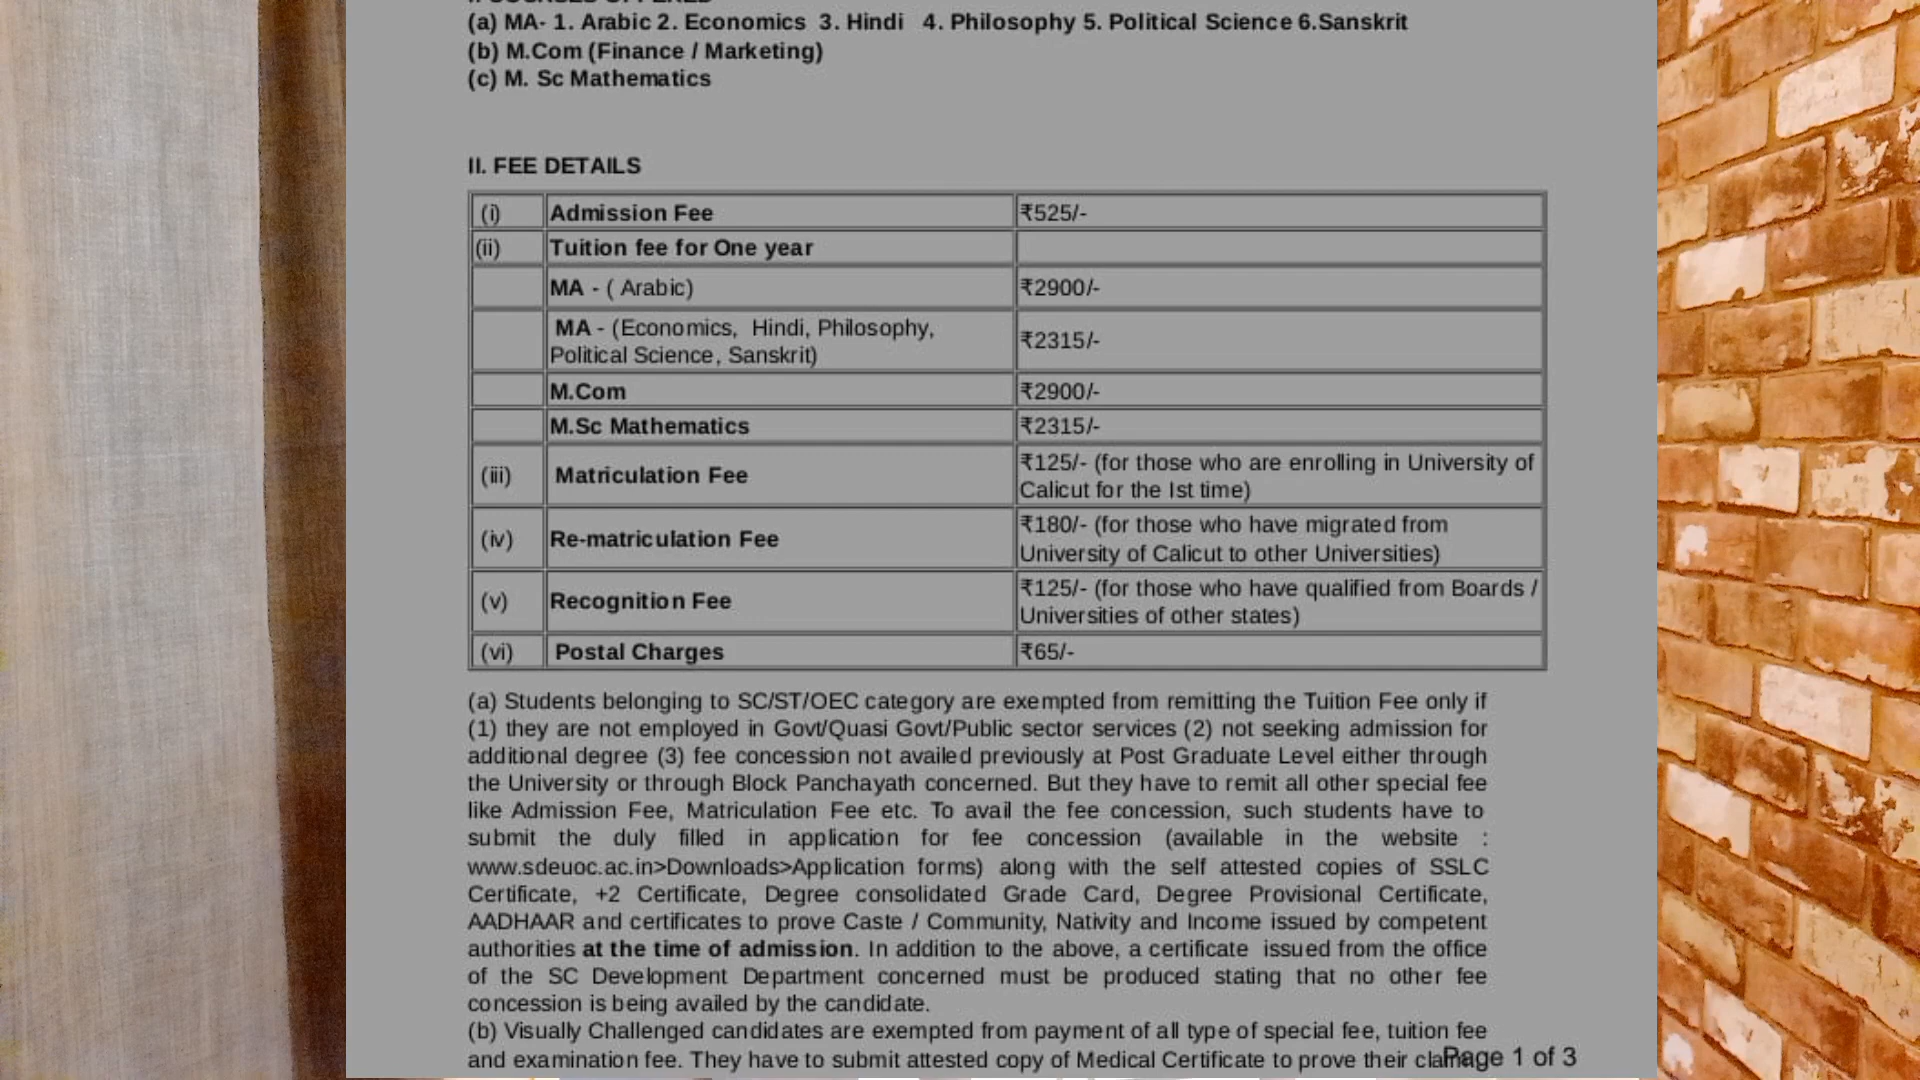 (a) MA- 1. Arabic 2. Economics 3. Hindi 4. Philosophy 5. Political Science 6.Sanskrit
(b) M.Com (Finance / Marketing)
(c) M. Sc Mathematics
II. FEE DETAILS
(i) Admission Fee ₹525/-
(ii) Tuition fee for One year
MA - ( Arabic) ₹2900/-
MA - (Economics, Hindi, Philosophy,
Political Science, Sanskrit) ₹2315/-
M.Com ₹2900/-
M.Sc Mathematics ₹2315/-
(iii) Matriculation Fee ₹125/- (for those who are enrolling in University of
Calicut for the Ist time)
(iv) Re-matriculation Fee ₹180/- (for those who have migrated from
University of Calicut to other Universities)
(v) Recognition Fee ₹125/- (for those who have qualified from Boards /
Universities of other states)
(vi) Postal Charges ₹65/-
(a) Students belonging to SC/ST/OEC category are exempted from remitting the Tuition Fee only if
(1) they are not employed in Govt/Quasi Govt/Public sector services (2) not seeking admission for
additional degree (3) fee concession not availed previously at Post Graduate Level either through
the University or through Block Panchayath concerned. But they have to remit all other special fee
like Admission Fee, Matriculation Fee etc. To avail the fee concession, such students have to
submit the duly filled in application for fee concession (available in the website :
www.sdeuoc.ac.in>Downloads>Application forms) along with the self attested copies of SSLC
Certificate, +2 Certificate, Degree consolidated Grade Card, Degree Provisional Certificate,
AADHAAR and certificates to prove Caste / Community, Nativity and Income issued by competent
authorities at the time of admission. In addition to the above, a certificate issued from the office
of the SC Development Department concerned must be produced stating that no other fee
concession is being availed by the candidate.
(b) Visually Challenged candidates are exempted from payment of all type of special fee, tuition fee
and examination fee. They have to submit attested copy of Medical Certificate to prove their
Page 1 of 3